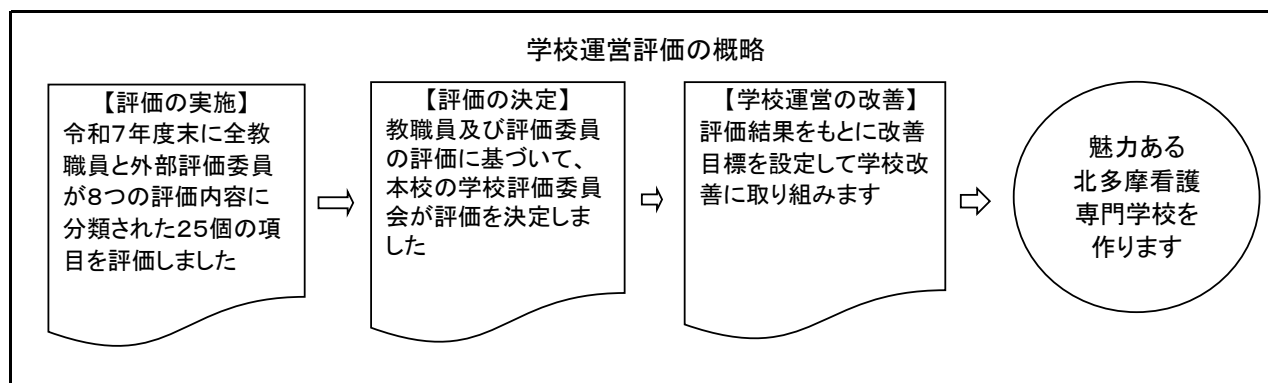 学校運営評価の概略
【評価の実施】
令和７年度末に全教
職員と外部評価委員
が８つの評価内容に
分類された２５個の項
目を評価しました
【評価の決定】
教職員及び評価委員
の評価に基づいて、
本校の学校評価委員
会が評価を決定しま
した
【学校運営の改善】
評価結果をもとに改善
目標を設定して学校改
善に取り組みます
魅力ある
北多摩看護
専門学校を
作ります